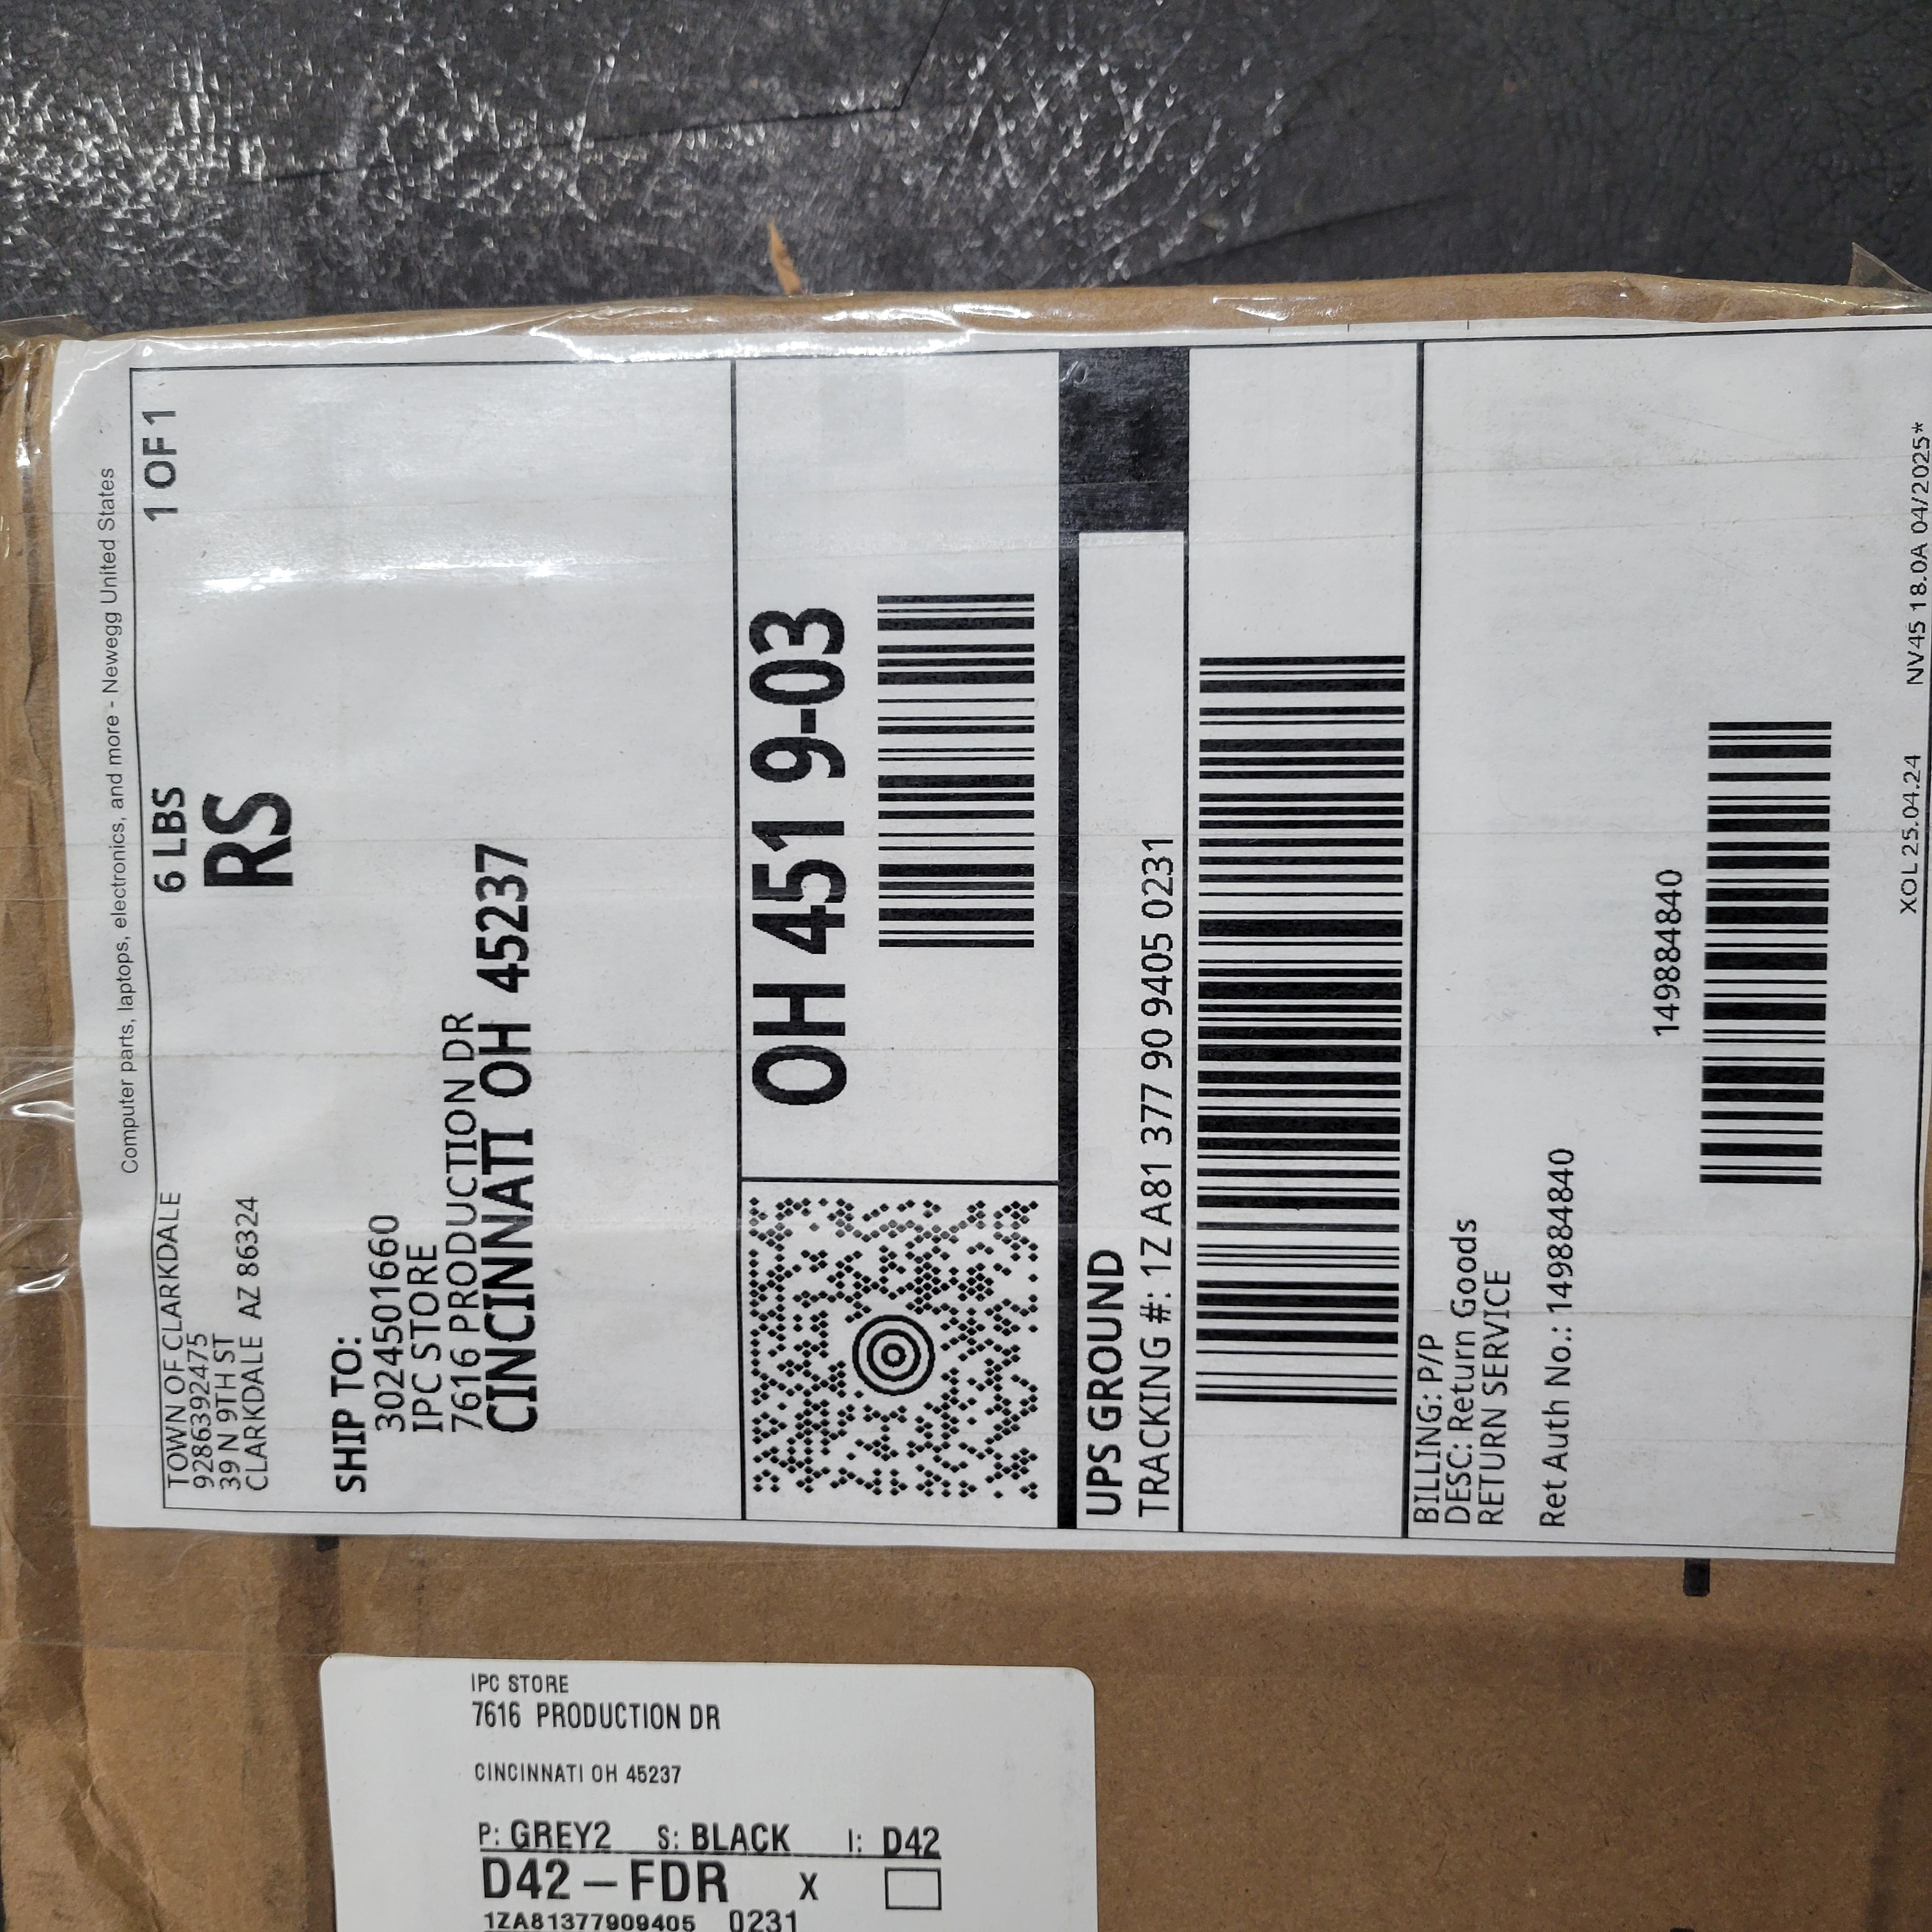 Computer parts, laptops, electronics, and more - Newegg United States
TOWN OF CLARKDALE
9286392475
39 N 9TH ST
CLARKDALE AZ 86324
6 LBS
1 OF 1
RS
SHIP TO:
3024501660
IPC STORE
7616 PRODUCTION DR
CINCINNATI OH 45237
OH 451 9-03
UPS GROUND
TRACKING #: 1Z A81 377 90 9405 0231
BILLING: P/P
DESC: Return Goods
RETURN SERVICE
Ret Auth No.: 149884840
149884840
XOL 25.04.24 NV45 18.0A 04/2025*
IPC STORE
7616 PRODUCTION DR
CINCINNATI OH 45237
P: GREY2 S: BLACK I: D42
D42-FDR X
1ZA81377909405 0231